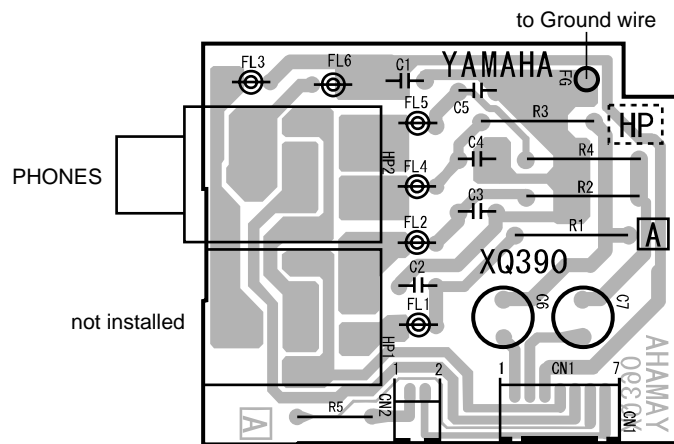 to Ground wire
FL3
FL6
C1
YAMAHA
FG
FL5
C5
R3
HP
C4
R4
PHONES
HP2
FL4
R2
C3
FL2
R1
A
XQ390
C2
not installed
FL1
C6
C7
HP1
YAMAHA
XQ390
1
2
1
CN1
7
A
R5
CN2
CN1